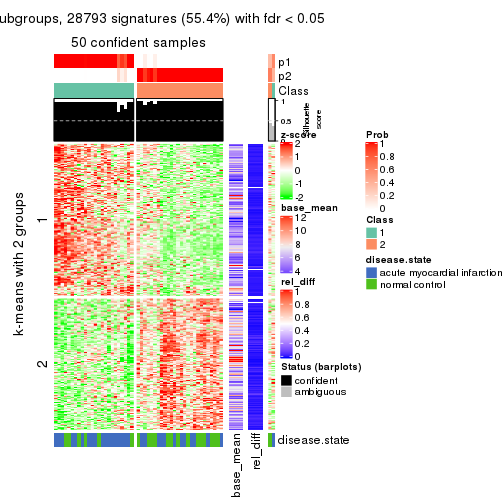 ubgroups, 28793 signatures (55.4%) with fdr < 0.05
50 confident samples
p1
p2
Class
1
0.5
0
Silhouette
score
k-means with 2 groups
1
2
z-score
2
1
0
-1
-2
base_mean
12
10
8
6
4
rel_diff
1
0.8
0.6
0.4
0.2
0
Status (barplots)
confident
ambiguous
Prob
1
0.8
0.6
0.4
0.2
0
Class
1
2
disease.state
acute myocardial infarction
normal control
disease.state
base_mean
rel_diff